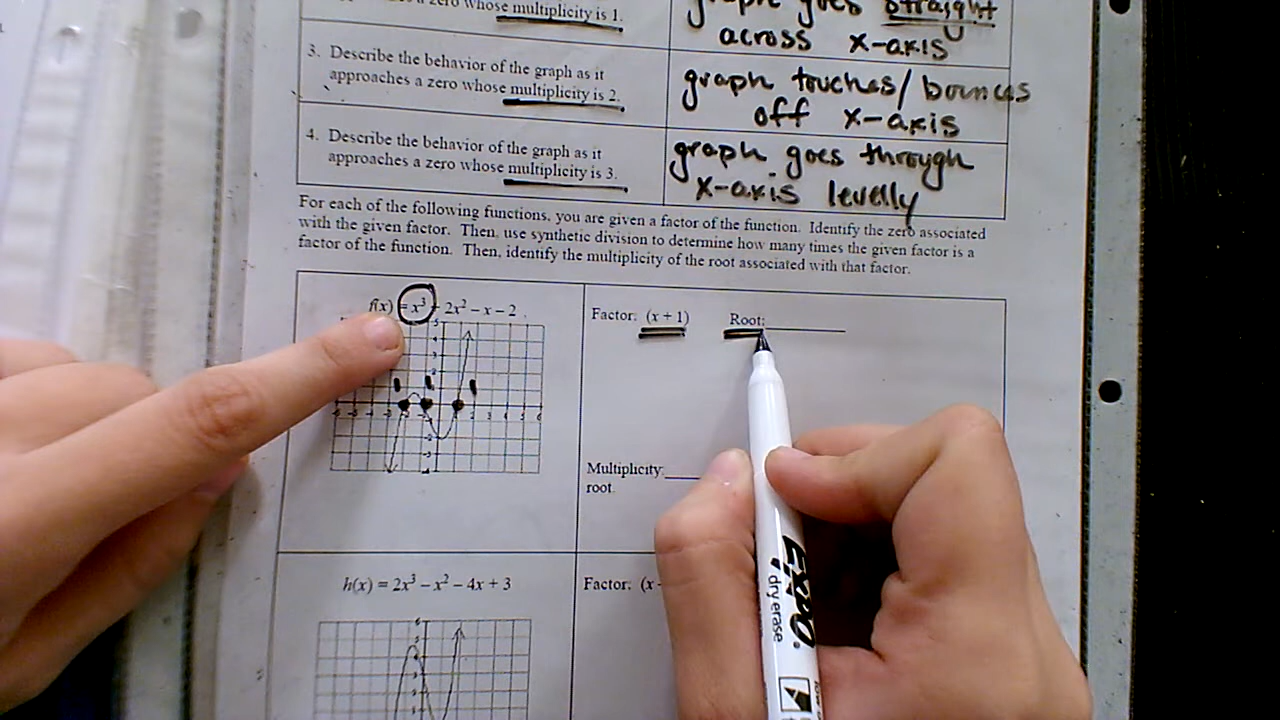 a zero whose multiplicity is 1.
graph goes straight
across x-axis
3. Describe the behavior of the graph as it
approaches a zero whose multiplicity is 2.
graph touches/bounces
off x-axis
4. Describe the behavior of the graph as it
approaches a zero whose multiplicity is 3.
graph goes through
x-axis levelly
For each of the following functions, you are given a factor of the function. Identify the zero associated
with the given factor. Then, use synthetic division to determine how many times the given factor is a
factor of the function. Then, identify the multiplicity of the root associated with that factor.
f(x) = x³ + 2x² – x – 2
1 1 1
Factor: (x + 1) Root:
Multiplicity:
root.
h(x) = 2x³ – x² – 4x + 3
Factor: (x
EXPO
dry erase